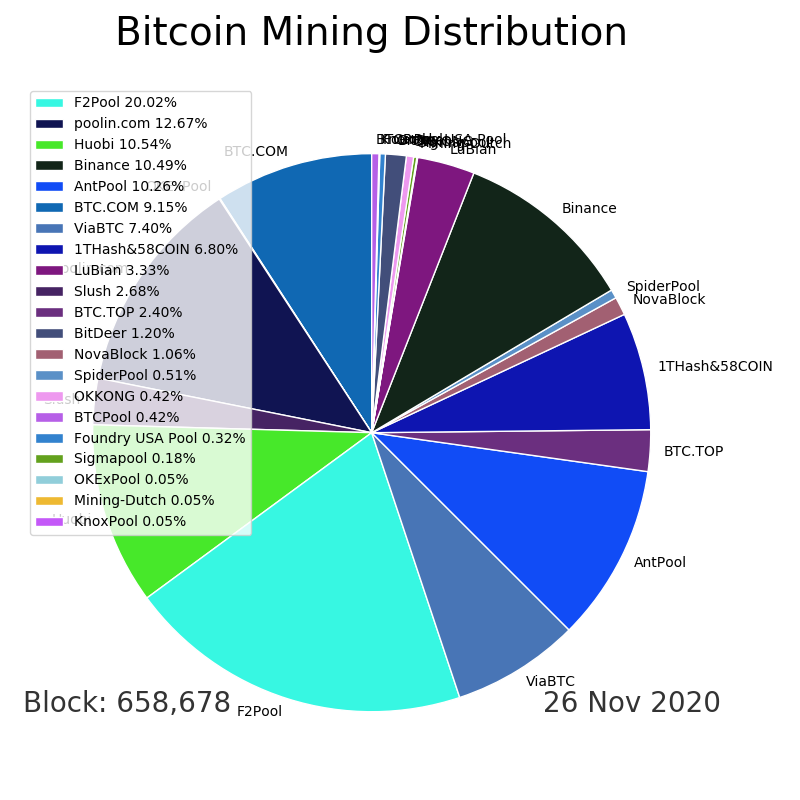 Bitcoin Mining Distribution
F2Pool 20.02%
poolin.com 12.67%
Huobi 10.54%
Binance 10.49%
AntPool 10.26%
BTC.COM 9.15%
ViaBTC 7.40%
1THash&58COIN 6.80%
LuBian 3.33%
Slush 2.68%
BTC.TOP 2.40%
BitDeer 1.20%
NovaBlock 1.06%
SpiderPool 0.51%
OKKONG 0.42%
BTCPool 0.42%
Foundry USA Pool 0.32%
Sigmapool 0.18%
OKExPool 0.05%
Mining-Dutch 0.05%
KnoxPool 0.05%
BTC.COM
LuBian
Binance
SpiderPool
NovaBlock
1THash&58COIN
BTC.TOP
AntPool
ViaBTC
F2Pool
Huobi
Slush
poolin.com
Block: 658,678
26 Nov 2020